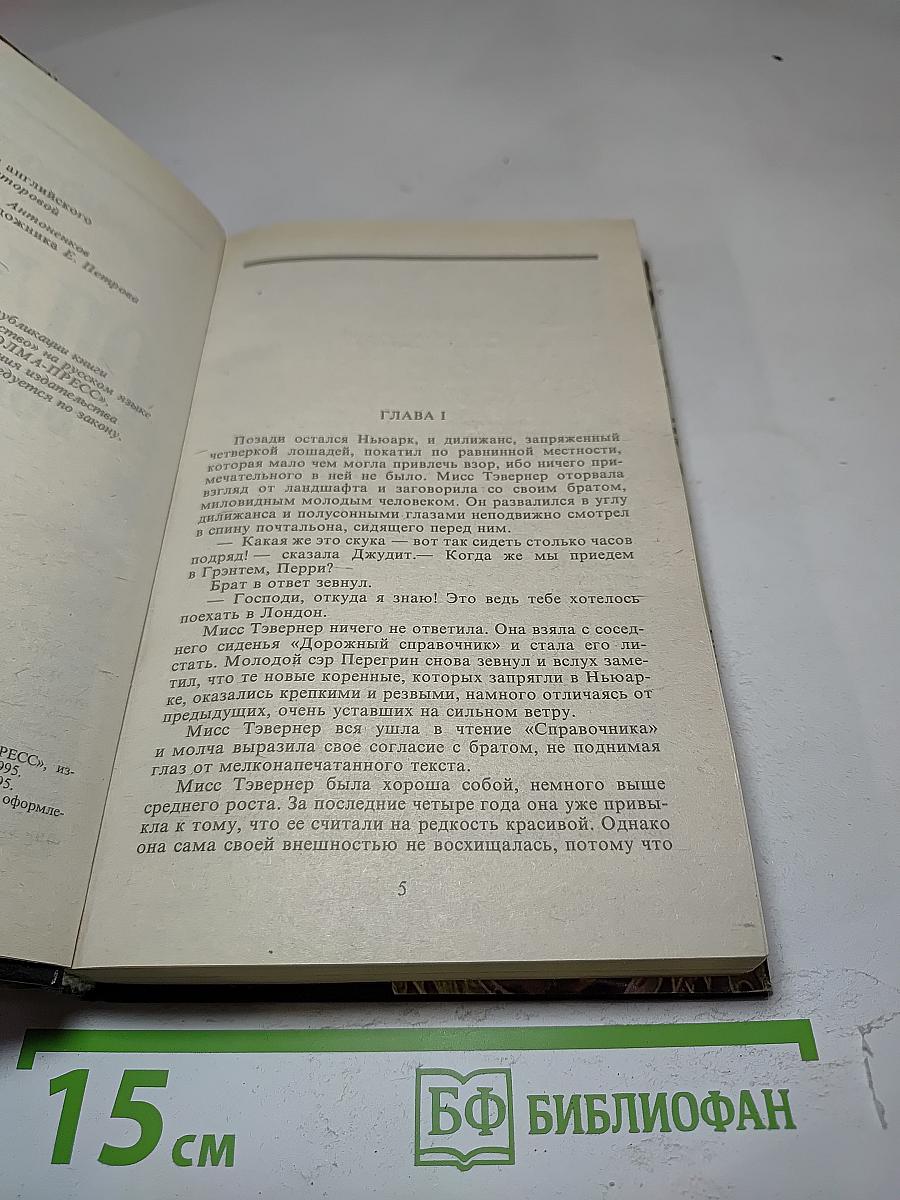 английского
торовой
Антоненков
дожника Е. Петрова
публикации книги
ство» на русском языке
ОЛМА-ПРЕСС».
ния издательства
едуется по закону.
РЕСС», из-
995.
95.
оформле-
ГЛАВА I
Позади остался Ньюарк, и дилижанс, запряженный
четверкой лошадей, покатил по равнинной местности,
которая мало чем могла привлечь взор, ибо ничего при-
мечательного в ней не было. Мисс Тэвернер оторвала
взгляд от ландшафта и заговорила со своим братом,
миловидным молодым человеком. Он развалился в углу
дилижанса и полусонными глазами неподвижно смотрел
в спину почтальона, сидящего перед ним.
— Какая же это скука — вот так сидеть столько часов
подряд! — сказала Джудит.— Когда же мы приедем
в Грэнтем, Перри?
Брат в ответ зевнул.
— Господи, откуда я знаю! Это ведь тебе хотелось
поехать в Лондон.
Мисс Тэвернер ничего не ответила. Она взяла с сосед-
него сиденья «Дорожный справочник» и стала его ли-
стать. Молодой сэр Перегрин снова зевнул и вслух заме-
тил, что те новые коренные, которых запрягли в Ньюар-
ке, оказались крепкими и резвыми, намного отличаясь от
предыдущих, очень уставших на сильном ветру.
Мисс Тэвернер вся ушла в чтение «Справочника»
и молча выразила свое согласие с братом, не поднимая
глаз от мелконапечатанного текста.
Мисс Тэвернер была хороша собой, немного выше
среднего роста. За последние четыре года она уже привы-
кла к тому, что ее считали на редкость красивой. Однако
она сама своей внешностью не восхищалась, потому что
5
15 см
БФ БИБЛИОФАН